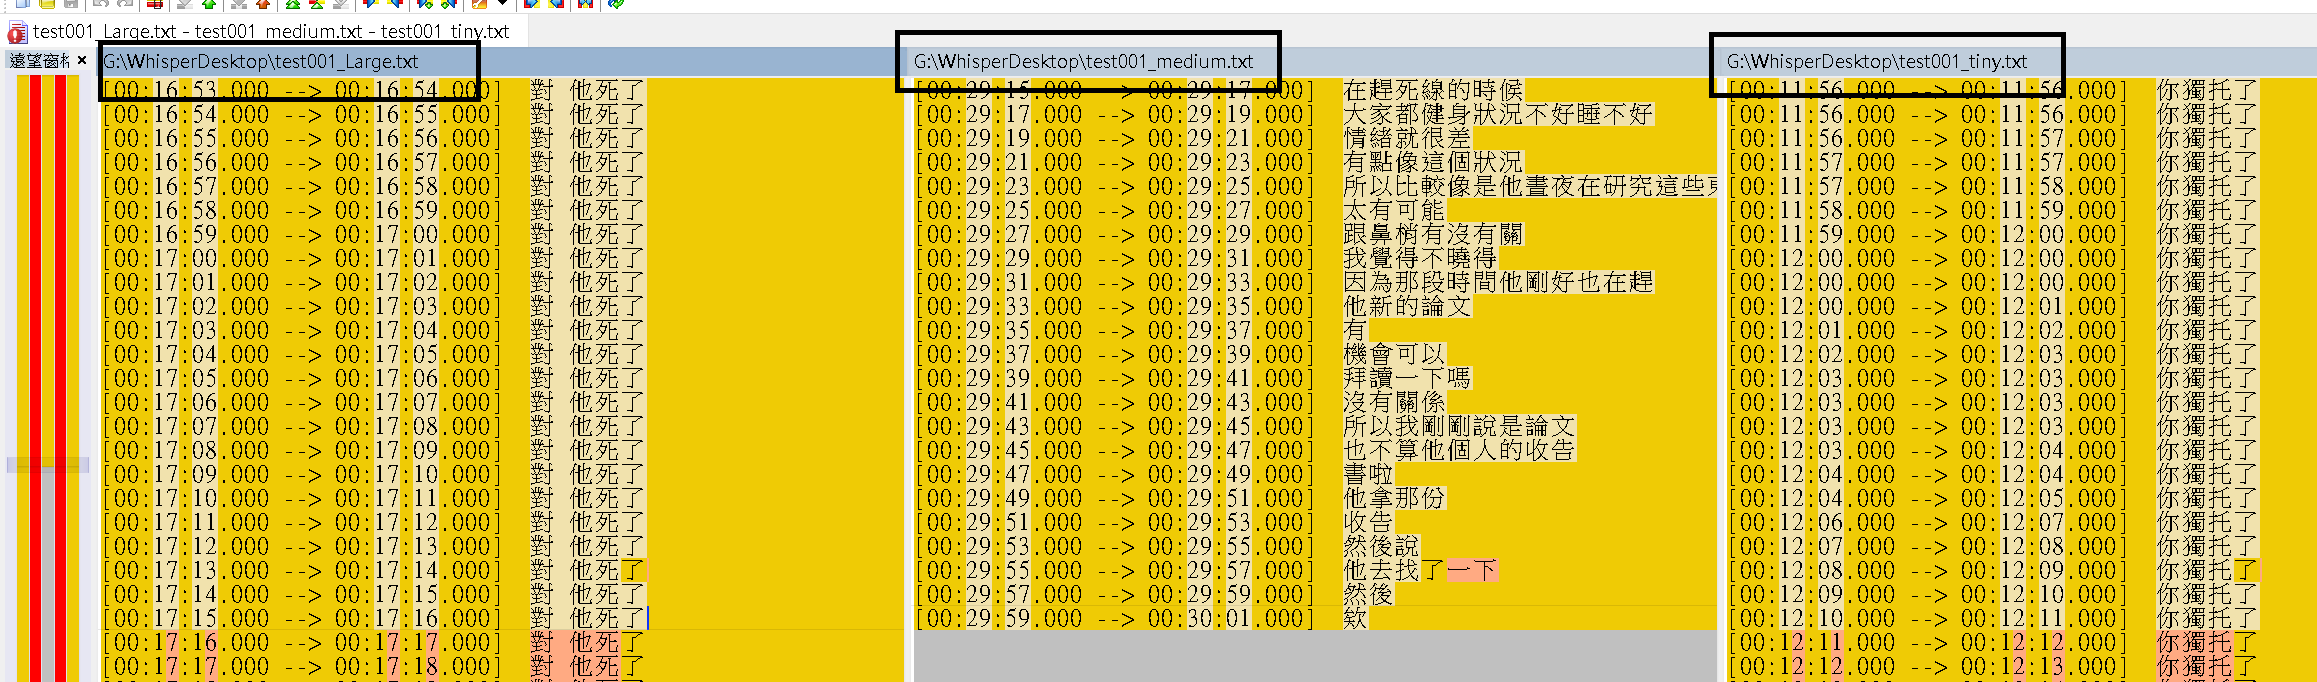 test001_Large.txt - test001_medium.txt - test001_tiny.txt
遠望窗
G:\WhisperDesktop\test001_Large.txt
[00:16:53.000 --> 00:16:54.000] 對 他死了
[00:16:54.000 --> 00:16:55.000] 對 他死了
[00:16:55.000 --> 00:16:56.000] 對 他死了
[00:16:56.000 --> 00:16:57.000] 對 他死了
[00:16:57.000 --> 00:16:58.000] 對 他死了
[00:16:58.000 --> 00:16:59.000] 對 他死了
[00:16:59.000 --> 00:17:00.000] 對 他死了
[00:17:00.000 --> 00:17:01.000] 對 他死了
[00:17:01.000 --> 00:17:02.000] 對 他死了
[00:17:02.000 --> 00:17:03.000] 對 他死了
[00:17:03.000 --> 00:17:04.000] 對 他死了
[00:17:04.000 --> 00:17:05.000] 對 他死了
[00:17:05.000 --> 00:17:06.000] 對 他死了
[00:17:06.000 --> 00:17:07.000] 對 他死了
[00:17:07.000 --> 00:17:08.000] 對 他死了
[00:17:08.000 --> 00:17:09.000] 對 他死了
[00:17:09.000 --> 00:17:10.000] 對 他死了
[00:17:10.000 --> 00:17:11.000] 對 他死了
[00:17:11.000 --> 00:17:12.000] 對 他死了
[00:17:12.000 --> 00:17:13.000] 對 他死了
[00:17:13.000 --> 00:17:14.000] 對 他死了
[00:17:14.000 --> 00:17:15.000] 對 他死了
[00:17:15.000 --> 00:17:16.000] 對 他死了
[00:17:16.000 --> 00:17:17.000] 對 他死了
[00:17:17.000 --> 00:17:18.000] 對 他死了
G:\WhisperDesktop\test001_medium.txt
[00:29:15.000 --> 00:29:17.000] 在趕死線的時候
[00:29:17.000 --> 00:29:19.000] 大家都健身狀況不好睡不好
[00:29:19.000 --> 00:29:21.000] 情緒就很差
[00:29:21.000 --> 00:29:23.000] 有點像這個狀況
[00:29:23.000 --> 00:29:25.000] 所以比較像是他晝夜在研究這些
[00:29:25.000 --> 00:29:27.000] 太有可能
[00:29:27.000 --> 00:29:29.000] 跟鼻梢有沒有關
[00:29:29.000 --> 00:29:31.000] 我覺得不曉得
[00:29:31.000 --> 00:29:33.000] 因為那段時間他剛好也在趕
[00:29:33.000 --> 00:29:35.000] 他新的論文
[00:29:35.000 --> 00:29:37.000] 有
[00:29:37.000 --> 00:29:39.000] 機會可以
[00:29:39.000 --> 00:29:41.000] 拜讀一下嗎
[00:29:41.000 --> 00:29:43.000] 沒有關係
[00:29:43.000 --> 00:29:45.000] 所以我剛剛說是論文
[00:29:45.000 --> 00:29:47.000] 也不算他個人的收告
[00:29:47.000 --> 00:29:49.000] 書啦
[00:29:49.000 --> 00:29:51.000] 他拿那份
[00:29:51.000 --> 00:29:53.000] 收告
[00:29:53.000 --> 00:29:55.000] 然後說
[00:29:55.000 --> 00:29:57.000] 他去找了一下
[00:29:57.000 --> 00:29:59.000] 然後
[00:29:59.000 --> 00:30:01.000] 欸
G:\WhisperDesktop\test001_tiny.txt
[00:11:56.000 --> 00:11:56.000] 你獨托了
[00:11:56.000 --> 00:11:56.000] 你獨托了
[00:11:56.000 --> 00:11:57.000] 你獨托了
[00:11:57.000 --> 00:11:57.000] 你獨托了
[00:11:57.000 --> 00:11:58.000] 你獨托了
[00:11:58.000 --> 00:11:59.000] 你獨托了
[00:11:59.000 --> 00:12:00.000] 你獨托了
[00:12:00.000 --> 00:12:00.000] 你獨托了
[00:12:00.000 --> 00:12:00.000] 你獨托了
[00:12:00.000 --> 00:12:01.000] 你獨托了
[00:12:01.000 --> 00:12:02.000] 你獨托了
[00:12:02.000 --> 00:12:03.000] 你獨托了
[00:12:03.000 --> 00:12:03.000] 你獨托了
[00:12:03.000 --> 00:12:03.000] 你獨托了
[00:12:03.000 --> 00:12:03.000] 你獨托了
[00:12:03.000 --> 00:12:04.000] 你獨托了
[00:12:04.000 --> 00:12:04.000] 你獨托了
[00:12:04.000 --> 00:12:05.000] 你獨托了
[00:12:06.000 --> 00:12:07.000] 你獨托了
[00:12:07.000 --> 00:12:08.000] 你獨托了
[00:12:08.000 --> 00:12:09.000] 你獨托了
[00:12:09.000 --> 00:12:10.000] 你獨托了
[00:12:10.000 --> 00:12:11.000] 你獨托了
[00:12:11.000 --> 00:12:12.000] 你獨托了
[00:12:12.000 --> 00:12:13.000] 你獨托了